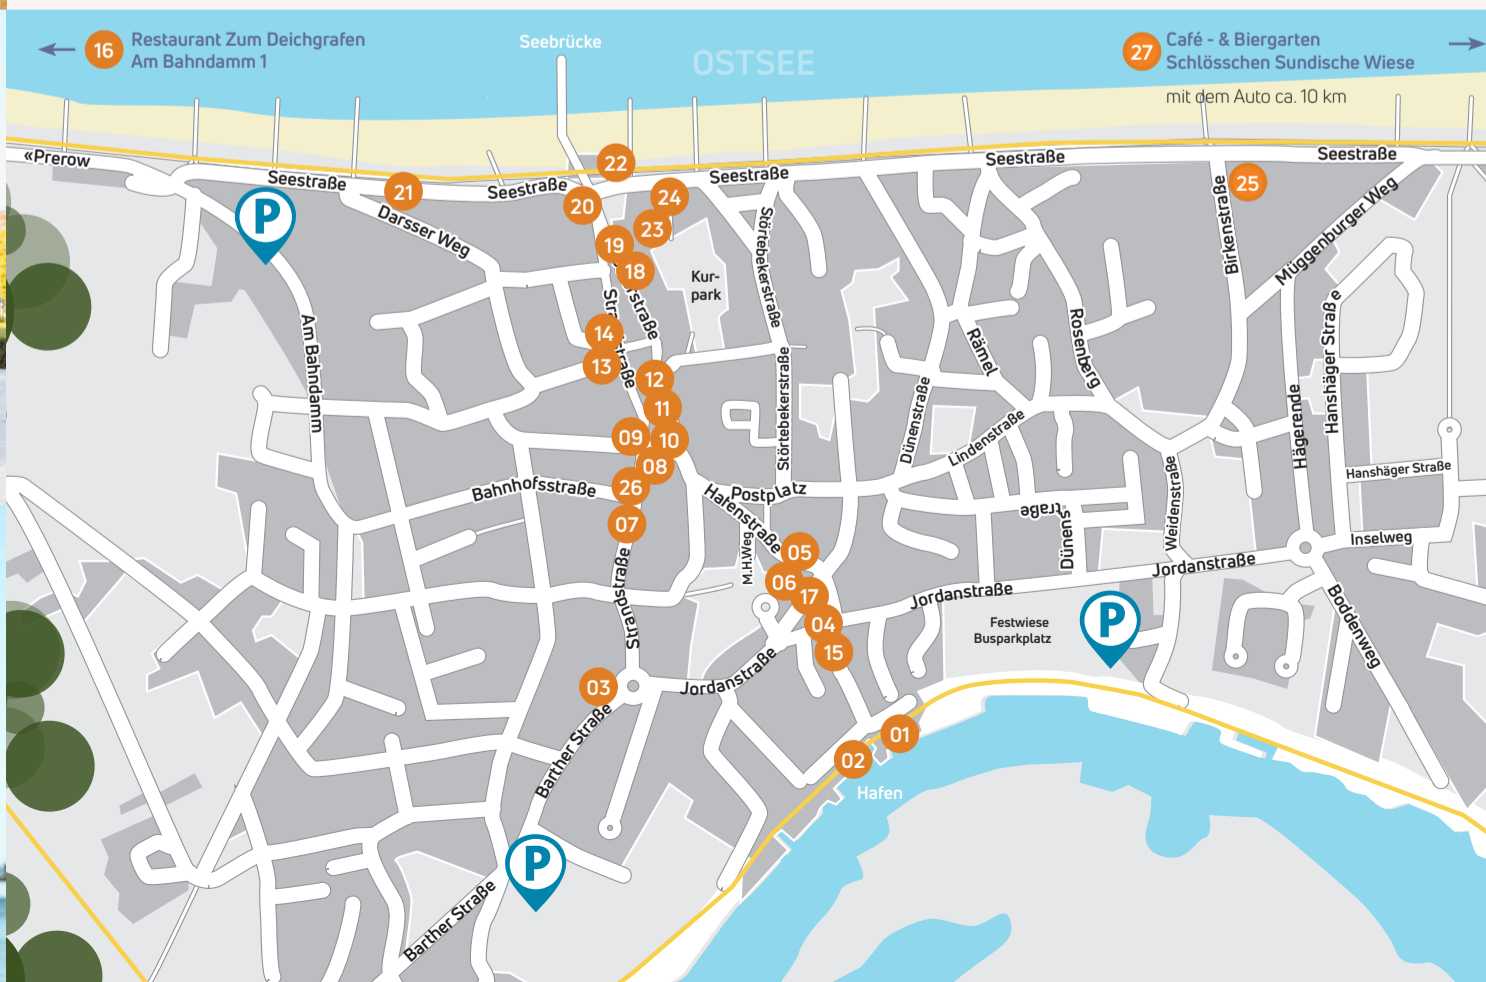 16
Restaurant Zum Deichgrafen
Am Bahndamm 1
Seebrücke
OSTSEE
27
Café - & Biergarten
Schlösschen Sundische Wiese
mit dem Auto ca. 10 km
«Prerow
Seestraße
21
Seestraße
22
Seestraße
Seestraße
Seestraße
20
24
23
19
18
25
P
Darsser Weg
Störtebekerstraße
Birkenstraße
Müggenburger Weg
Kur-
park
Am Bahndamm
Strandstraße
14
13
12
11
09
10
08
26
07
Störtebekerstraße
Dünenstraße
Rämel
Rosenberg
Lindenstraße
Hägerende
Hanshäger Straße
Hanshäger Straße
Bahnhofsstraße
Postplatz
Hafenstraße
M.H.Weg
Dünenstraße
Weidenstraße
Inselweg
05
06
17
04
15
Jordanstraße
Jordanstraße
Festwiese
Busparkplatz
P
Boddenweg
Strandstraße
03
Jordanstraße
Barther Straße
01
02
Hafen
P
Barther Straße